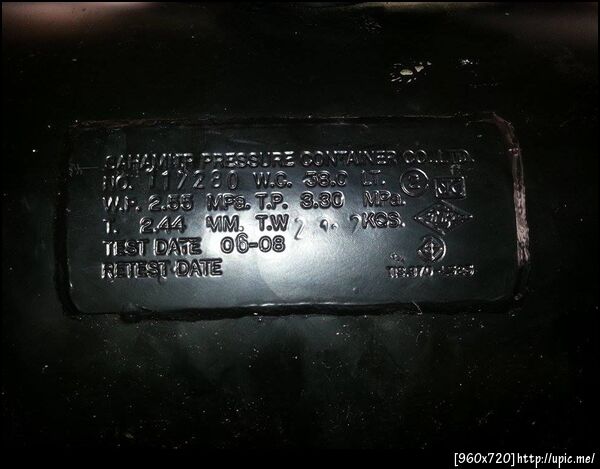 SAHAMITR PRESSURE CONTAINER CO.,LTD.
No. 117280 W.C. 58.0 LT.
W.P. 2.55 MPa. T.P. 3.30 MPa.
T. 2.44 MM. T.W KGS.
TEST DATE 06-08
RETEST DATE
[960x720]http://upic.me/